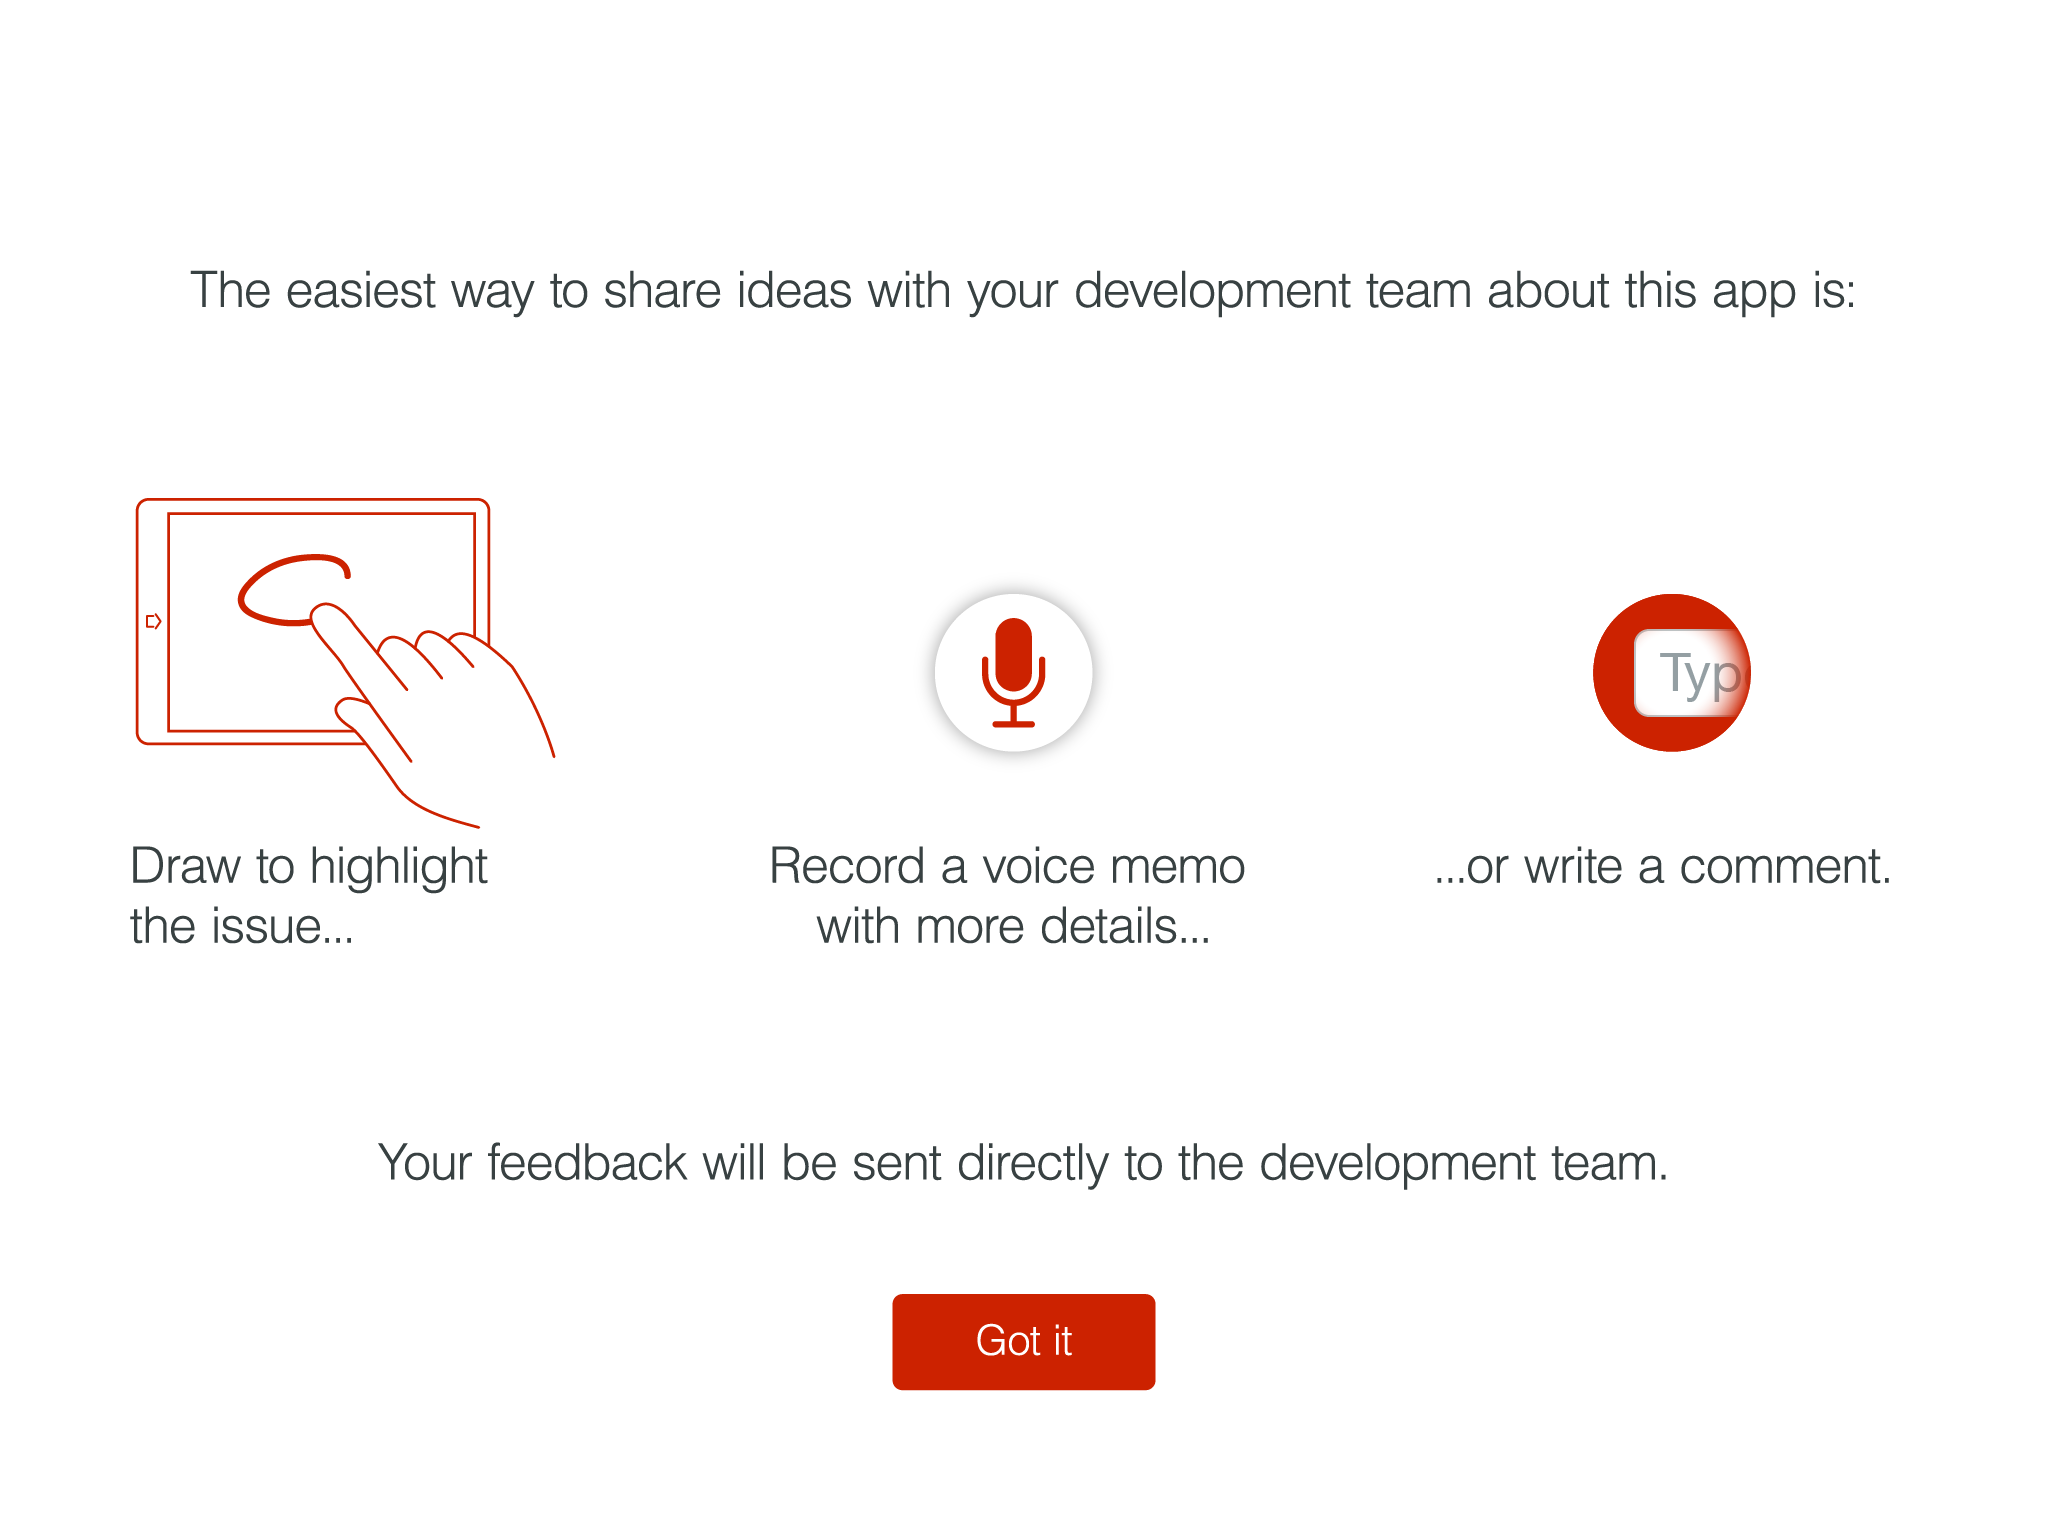 The easiest way to share ideas with your development team about this app is:
Typ
Draw to highlight
the issue...
Record a voice memo
with more details...
...or write a comment.
Your feedback will be sent directly to the development team.
Got it